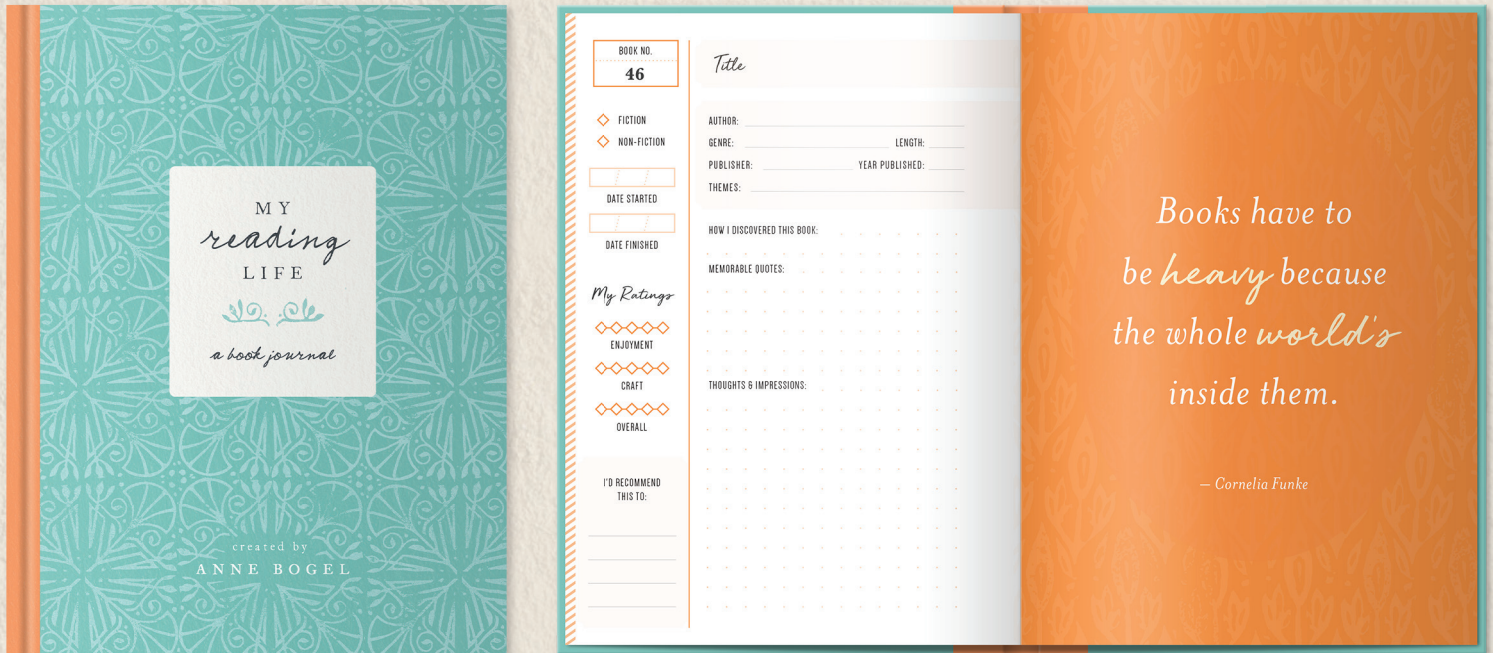 MY
reading
LIFE
a book journal
created by
ANNE BOGEL
BOOK NO.
46
FICTION
NON-FICTION
DATE STARTED
DATE FINISHED
My Ratings
ENJOYMENT
CRAFT
OVERALL
I'D RECOMMEND
THIS TO:
Title
AUTHOR:
GENRE: LENGTH:
PUBLISHER: YEAR PUBLISHED:
THEMES:
HOW I DISCOVERED THIS BOOK:
MEMORABLE QUOTES:
THOUGHTS & IMPRESSIONS:
Books have to
be heavy because
the whole world's
inside them.
— Cornelia Funke